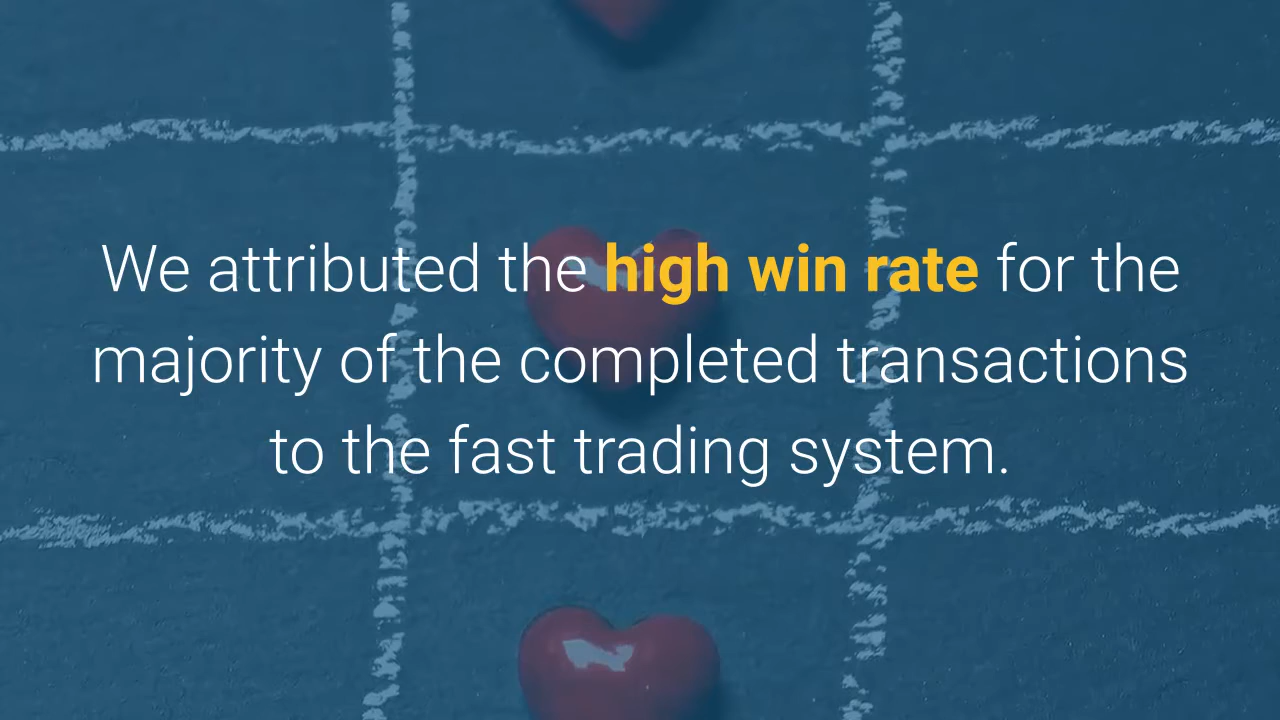 We attributed the high win rate for the
majority of the completed transactions
to the fast trading system.